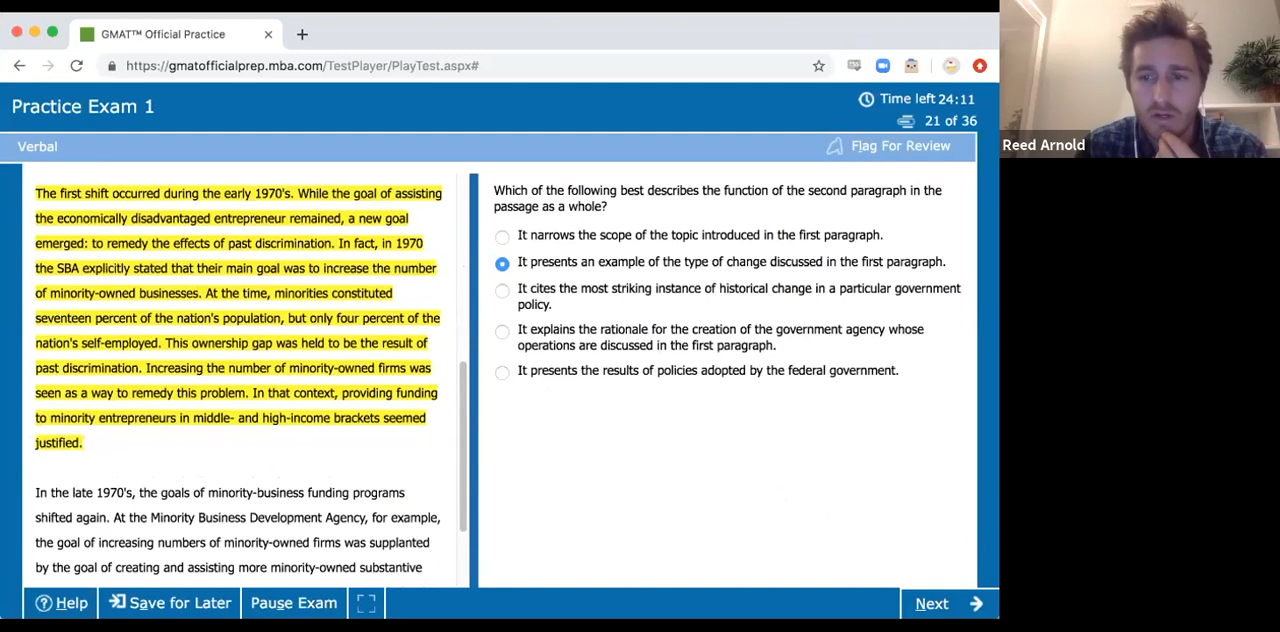 GMAT™ Official Practice
https://gmatofficialprep.mba.com/TestPlayer/PlayTest.aspx#
Practice Exam 1
Time left 24:11
21 of 36
Verbal
Flag For Review
The first shift occurred during the early 1970's. While the goal of assisting
the economically disadvantaged entrepreneur remained, a new goal
emerged: to remedy the effects of past discrimination. In fact, in 1970
the SBA explicitly stated that their main goal was to increase the number
of minority-owned businesses. At the time, minorities constituted
seventeen percent of the nation's population, but only four percent of the
nation's self-employed. This ownership gap was held to be the result of
past discrimination. Increasing the number of minority-owned firms was
seen as a way to remedy this problem. In that context, providing funding
to minority entrepreneurs in middle- and high-income brackets seemed
justified.
In the late 1970's, the goals of minority-business funding programs
shifted again. At the Minority Business Development Agency, for example,
the goal of increasing numbers of minority-owned firms was supplanted
by the goal of creating and assisting more minority-owned substantive
Which of the following best describes the function of the second paragraph in the
passage as a whole?
It narrows the scope of the topic introduced in the first paragraph.
It presents an example of the type of change discussed in the first paragraph.
It cites the most striking instance of historical change in a particular government
policy.
It explains the rationale for the creation of the government agency whose
operations are discussed in the first paragraph.
It presents the results of policies adopted by the federal government.
Help
Save for Later
Pause Exam
Next
Reed Arnold